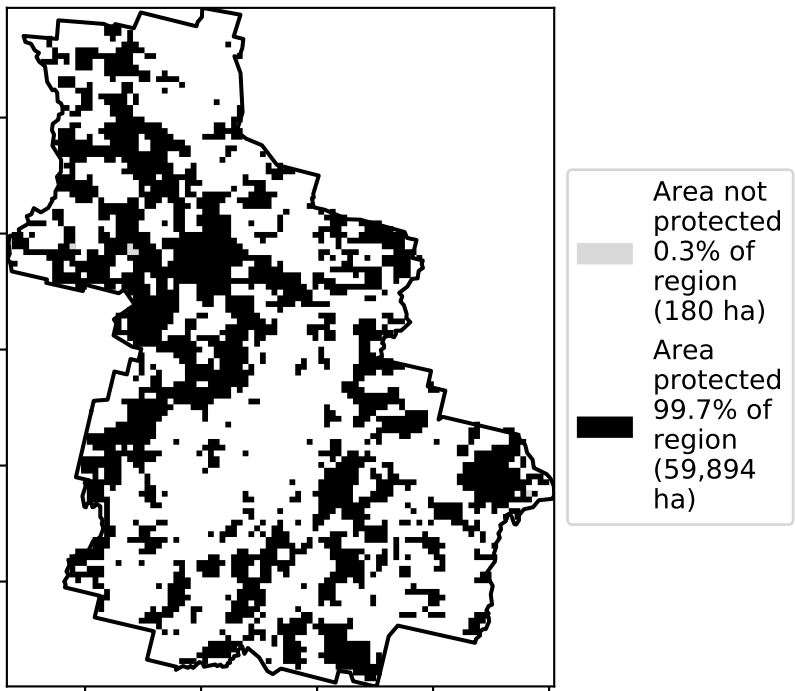 Area not
protected
0.3% of
region
(180 ha)
Area
protected
99.7% of
region
(59,894
ha)